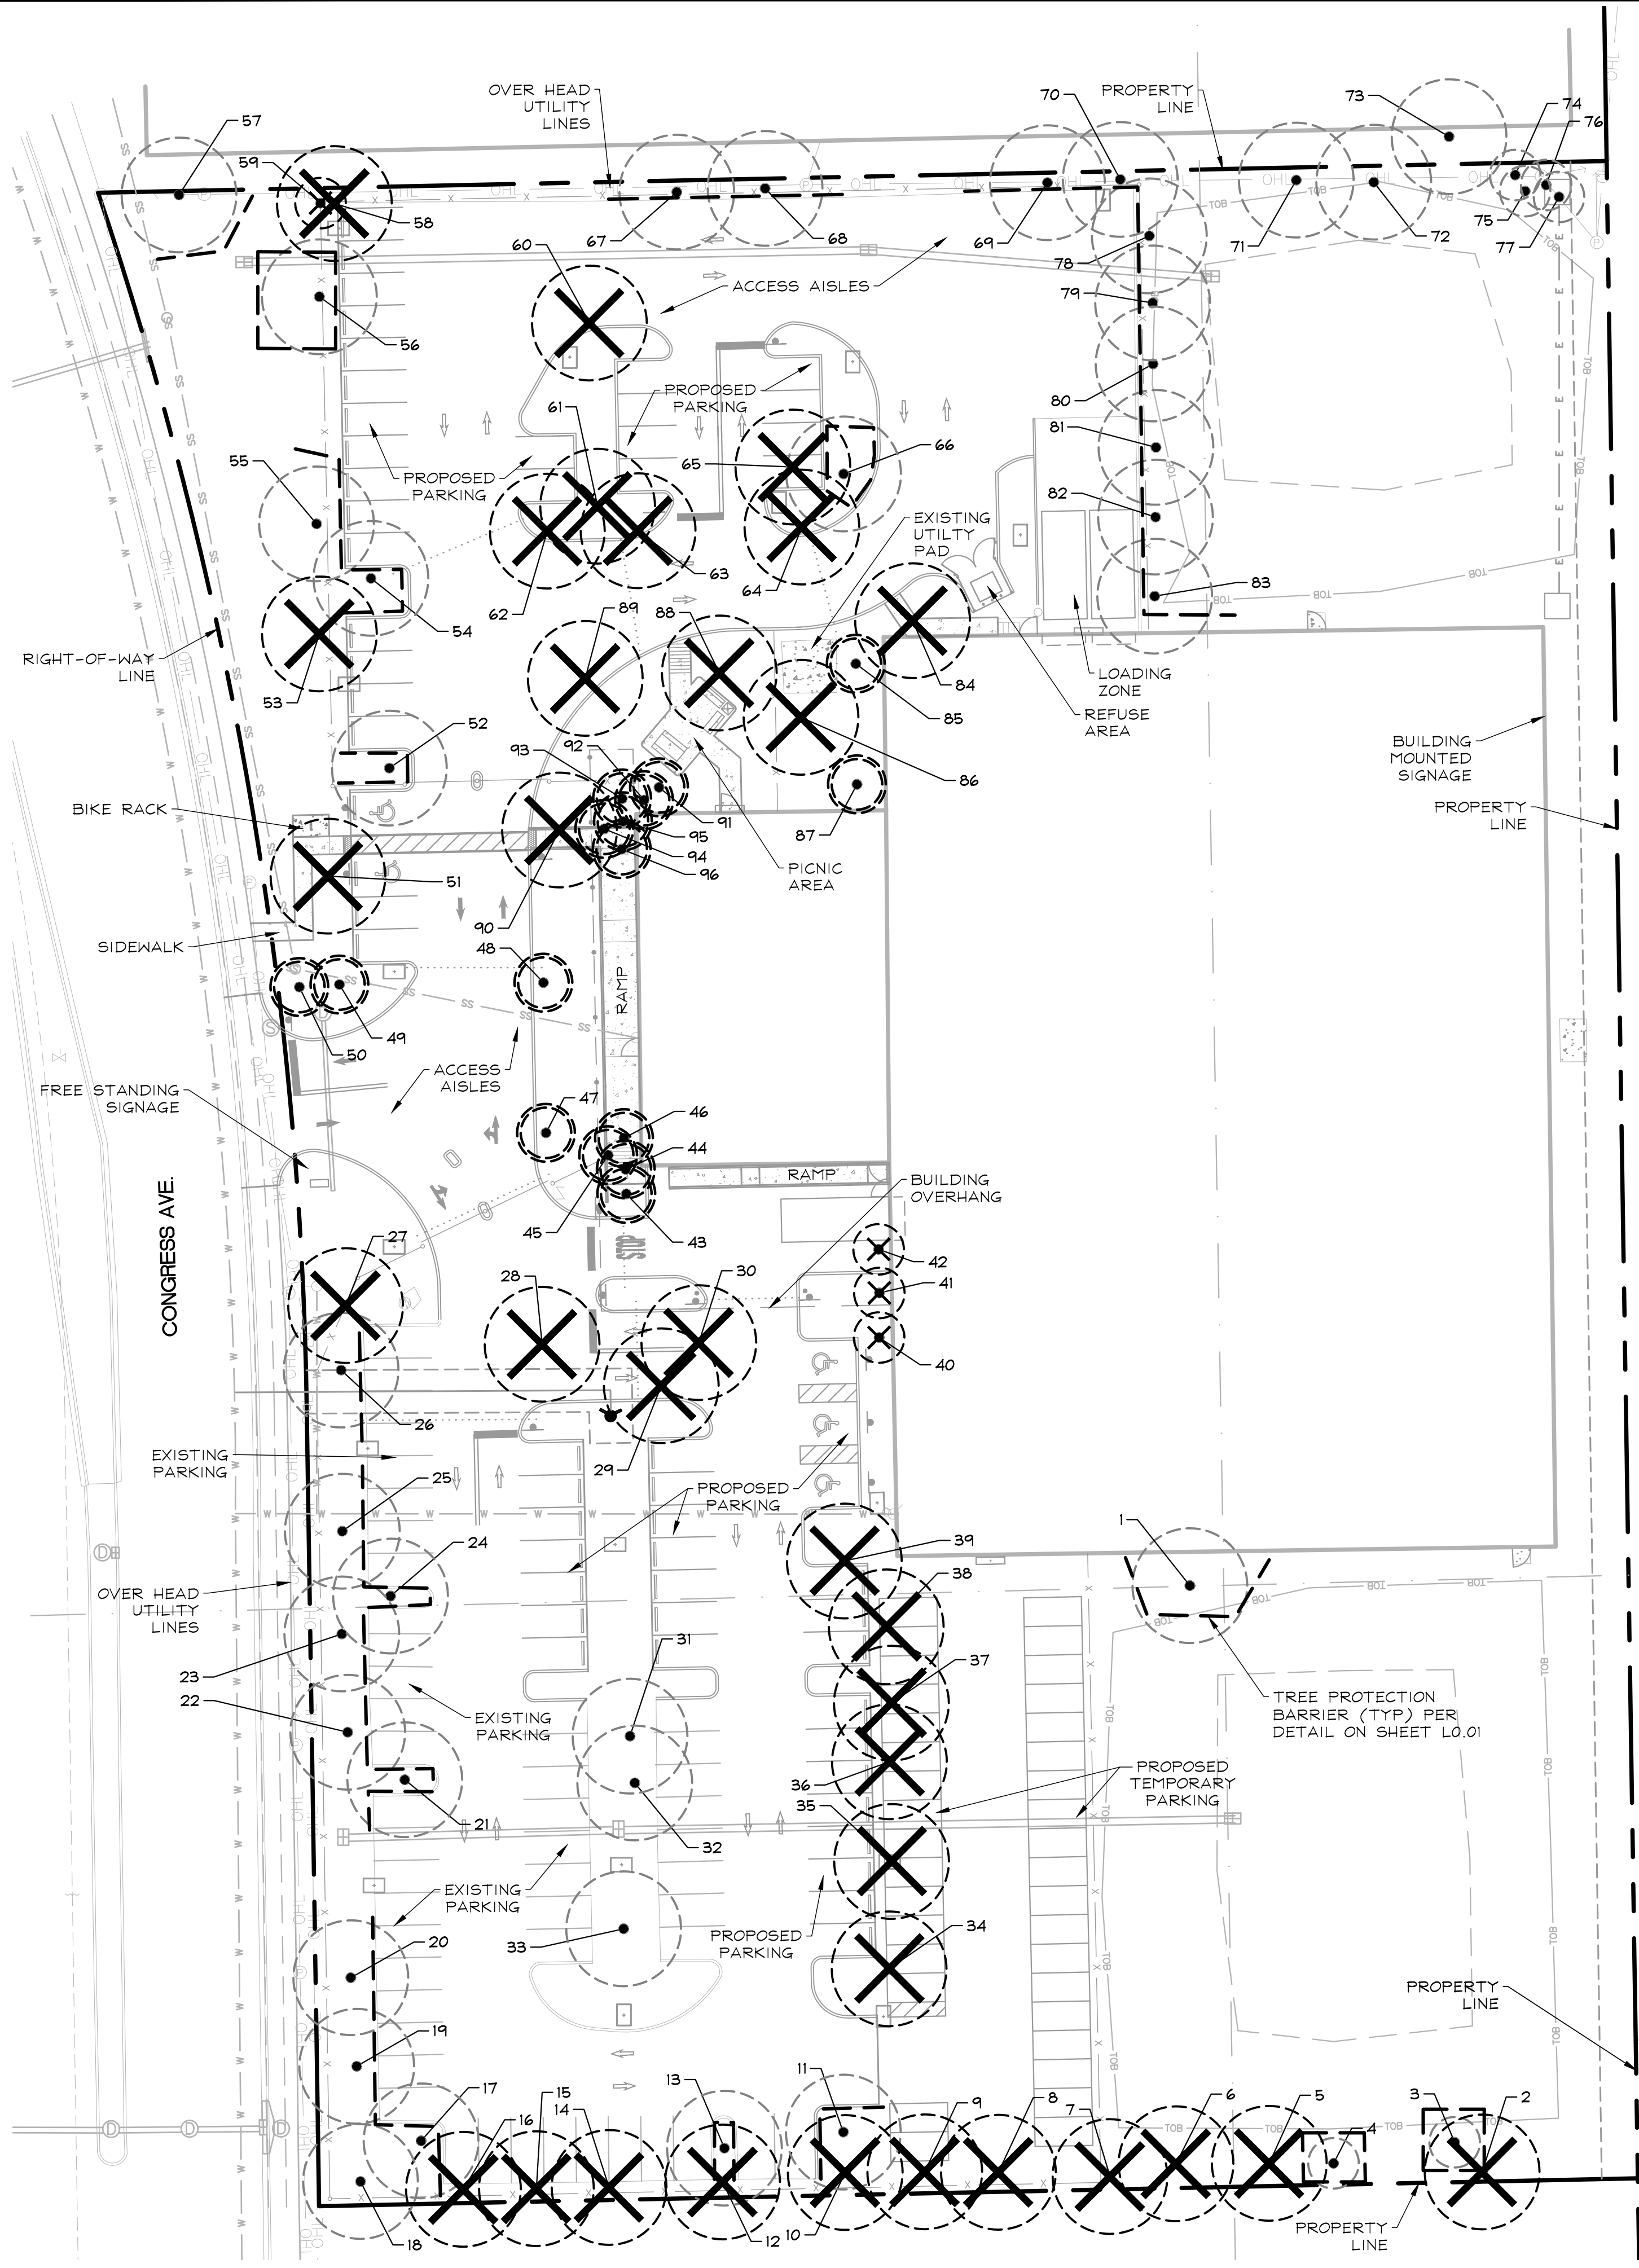 57
OVER HEAD
UTILITY
LINES
70
PROPERTY
LINE
73
74
76
59
58
60
67
68
69
71
72
75
77
78
56
ACCESS AISLES
79
61
PROPOSED
PARKING
80
55
PROPOSED
PARKING
65
66
81
82
EXISTING
UTILTY
PAD
62
63
64
83
54
89
88
RIGHT-OF-WAY
LINE
53
84
LOADING
ZONE
85
REFUSE
AREA
52
93
92
86
BUILDING
MOUNTED
SIGNAGE
BIKE RACK
91
87
PROPERTY
LINE
95
94
96
51
PICNIC
AREA
90
SIDEWALK
48
RAMP
49
50
FREE STANDING
SIGNAGE
ACCESS
AISLES
47
46
44
RAMP
BUILDING
OVERHANG
CONGRESS AVE.
45
43
STOP
27
28
30
42
41
40
26
EXISTING
PARKING
29
25
PROPOSED
PARKING
24
39
1
38
OVER HEAD
UTILITY
LINES
31
37
23
22
TREE PROTECTION
BARRIER (TYP) PER
DETAIL ON SHEET L0.01
EXISTING
PARKING
36
PROPOSED
TEMPORARY
PARKING
35
21
32
EXISTING
PARKING
34
PROPOSED
PARKING
20
33
PROPERTY
LINE
19
17
16
15
14
13
11
9
8
7
6
5
3
2
4
18
12
10
PROPERTY
LINE
OHL
SS
W
TOB
X
E
P
S
D